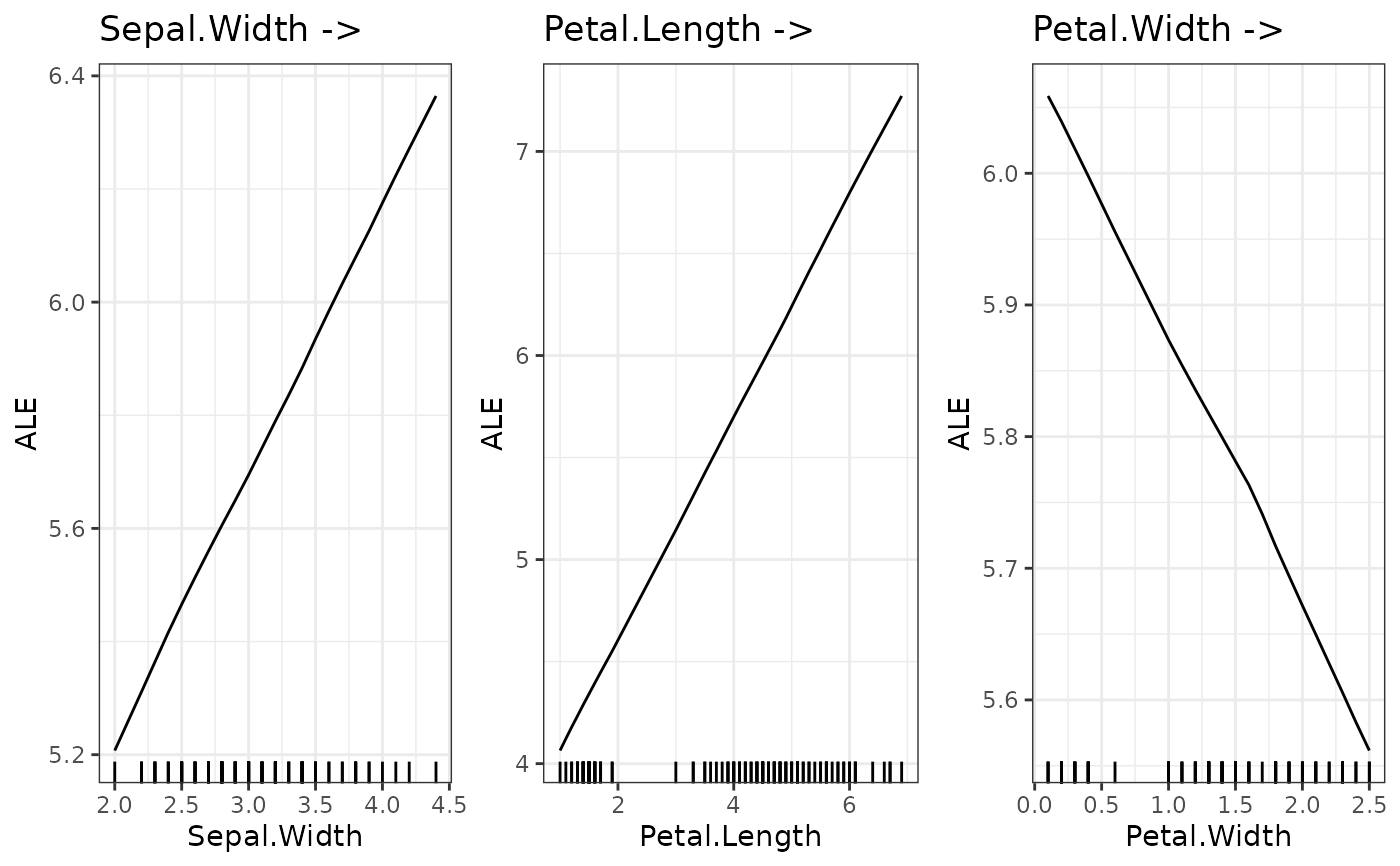 Sepal.Width ->
ALE
6.4
6.0
5.6
5.2
2.0 2.5 3.0 3.5 4.0 4.5
Sepal.Width
Petal.Length ->
ALE
7
6
5
4
2 4 6
Petal.Length
Petal.Width ->
ALE
6.0
5.9
5.8
5.7
5.6
0.0 0.5 1.0 1.5 2.0 2.5
Petal.Width